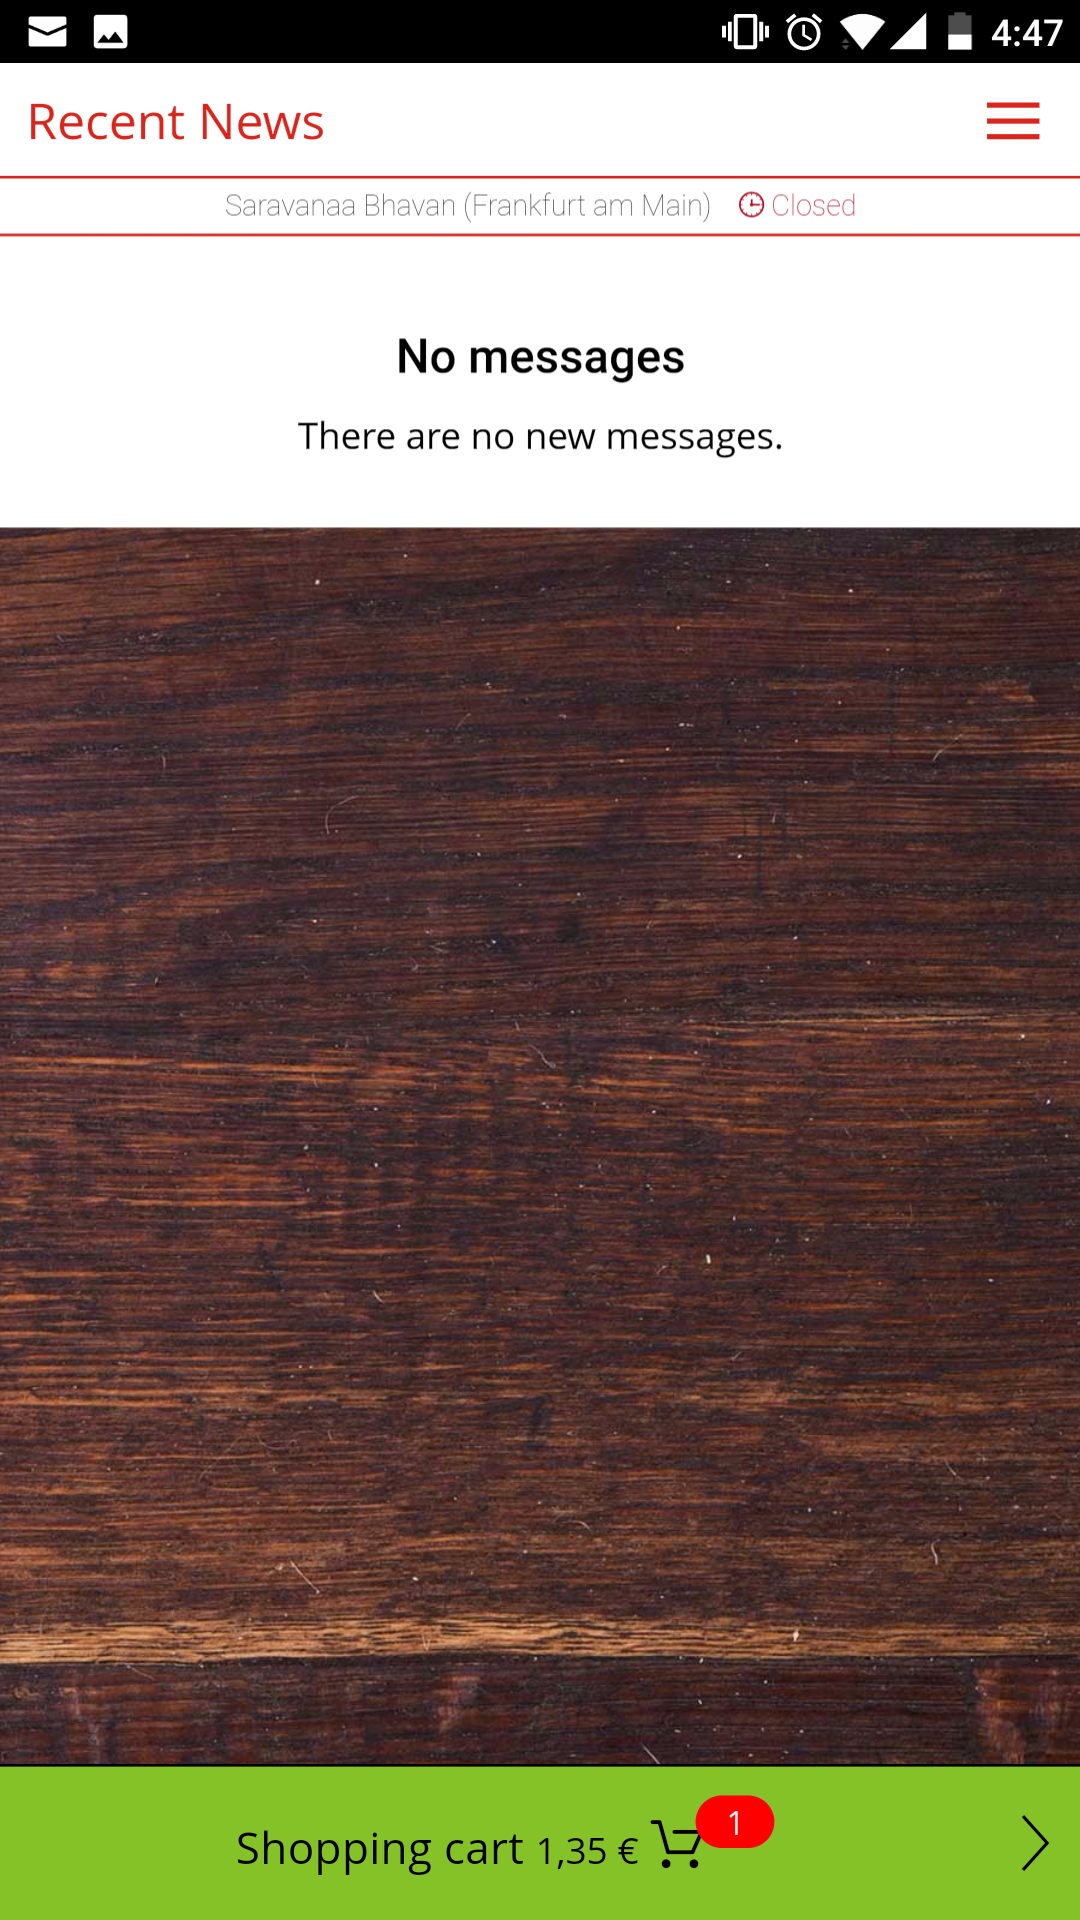 4:47
Recent News
Saravanaa Bhavan (Frankfurt am Main) Closed
No messages
There are no new messages.
Shopping cart 1,35 € 1